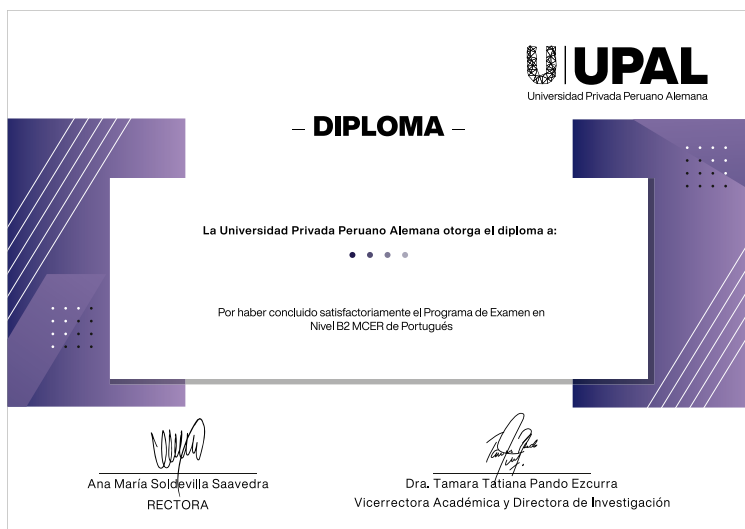 UPAL
Universidad Privada Peruano Alemana
– DIPLOMA –
La Universidad Privada Peruano Alemana otorga el diploma a:
Por haber concluido satisfactoriamente el Programa de Examen en
Nivel B2 MCER de Portugués
Ana María Soldevilla Saavedra
RECTORA
Dra. Tamara Tatiana Pando Ezcurra
Vicerrectora Académica y Directora de Investigación